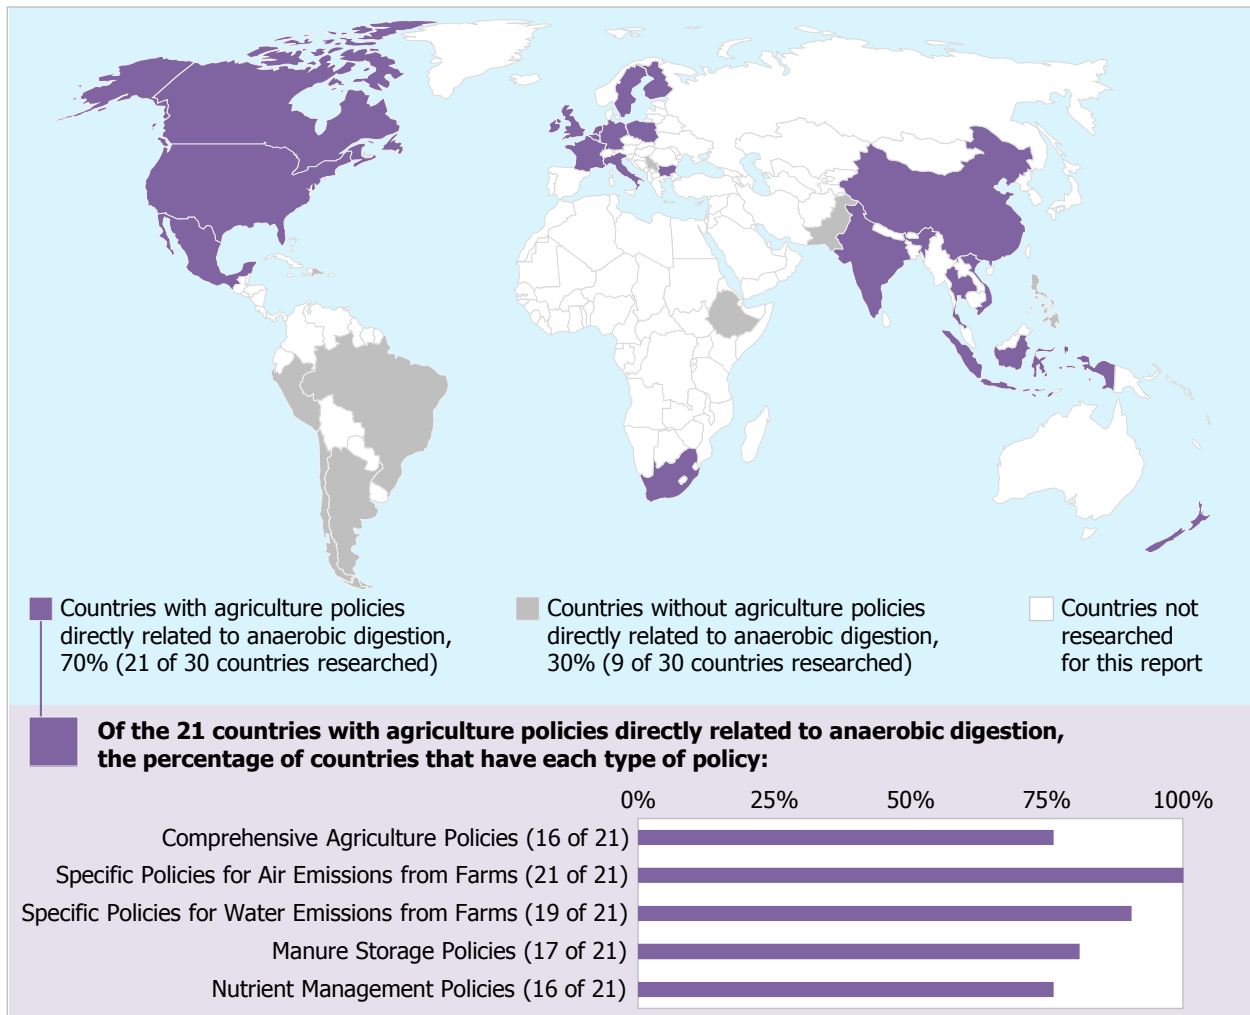 Countries with agriculture policies
directly related to anaerobic digestion,
70% (21 of 30 countries researched)
Countries without agriculture policies
directly related to anaerobic digestion,
30% (9 of 30 countries researched)
Countries not
researched
for this report
Of the 21 countries with agriculture policies directly related to anaerobic digestion,
the percentage of countries that have each type of policy:
0% 25% 50% 75% 100%
Comprehensive Agriculture Policies (16 of 21)
Specific Policies for Air Emissions from Farms (21 of 21)
Specific Policies for Water Emissions from Farms (19 of 21)
Manure Storage Policies (17 of 21)
Nutrient Management Policies (16 of 21)